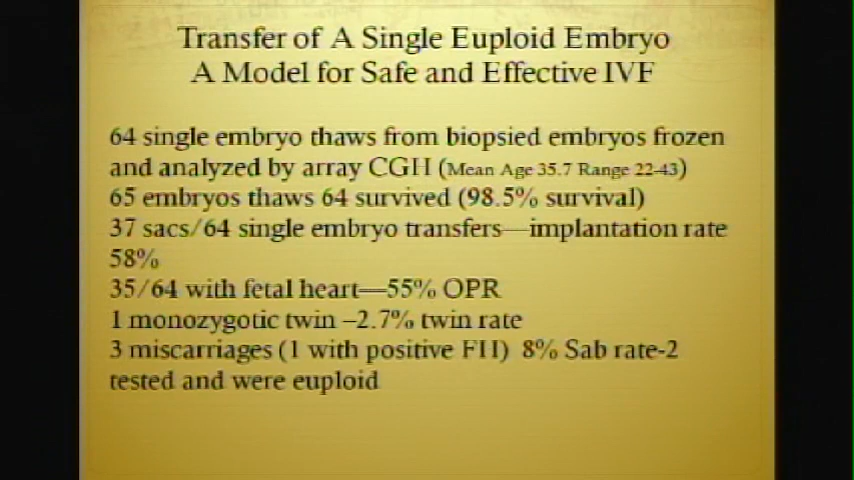 Transfer of A Single Euploid Embryo
A Model for Safe and Effective IVF
64 single embryo thaws from biopsied embryos frozen
and analyzed by array CGH (Mean Age 35.7 Range 22-43)
65 embryos thaws 64 survived (98.5% survival)
37 sacs/64 single embryo transfers—implantation rate
58%
35/64 with fetal heart—55% OPR
1 monozygotic twin –2.7% twin rate
3 miscarriages (1 with positive FH) 8% Sab rate-2
tested and were euploid